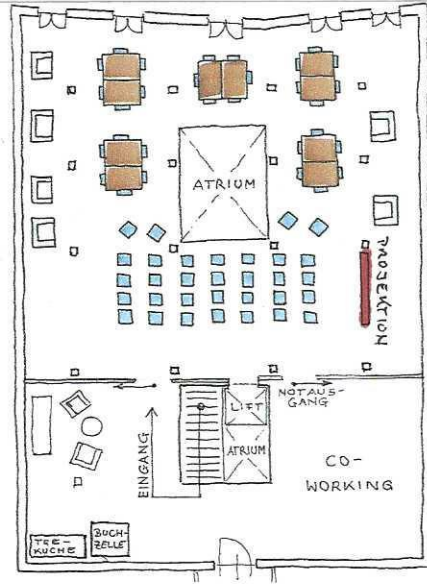 ATRIUM
PROJEKTION
LIFT
NOTAUS-
GANG
EINGANG
ATRIUM
CO-
WORKING
TEE-
KÜCHE
BUCH-
ZELLE